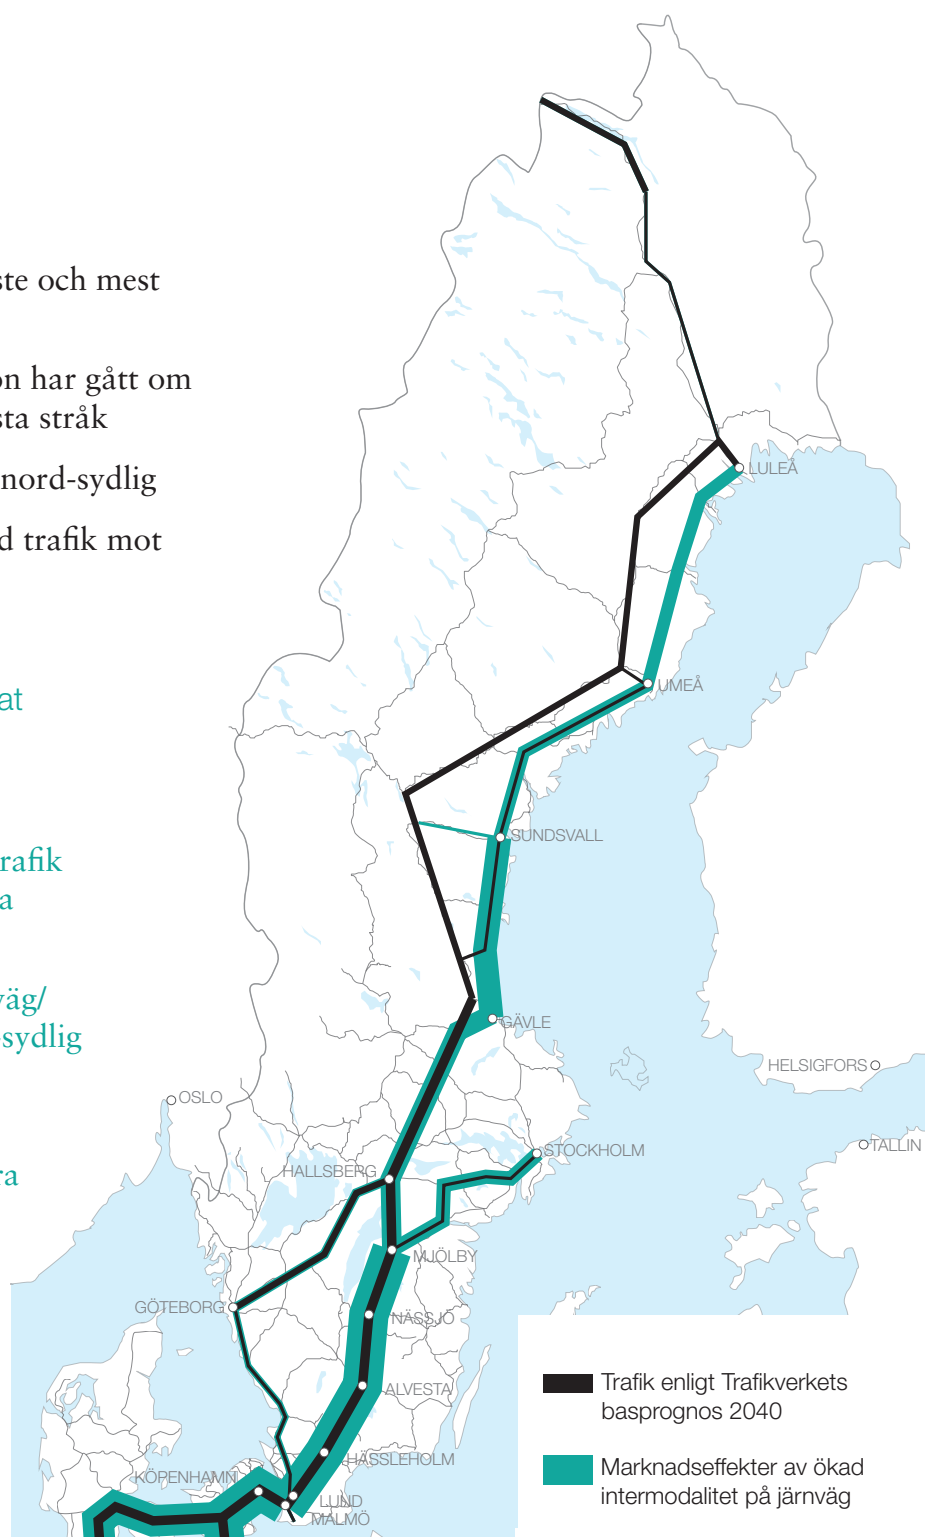 ste och mest
on har gått om
sta stråk
nord-sydlig
d trafik mot
at
rafik
a
väg/
sydlig
ra
LULEÅ
UMEÅ
SUNDSVALL
GÄVLE
HELSIGFORS
OSLO
TALLIN
STOCKHOLM
HALLSBERG
MJÖLBY
GÖTEBORG
NÄSSJÖ
ALVESTA
HÄSSLEHOLM
KÖPENHAMN
LUND
MALMÖ
Trafik enligt Trafikverkets
basprognos 2040
Marknadseffekter av ökad
intermodalitet på järnväg